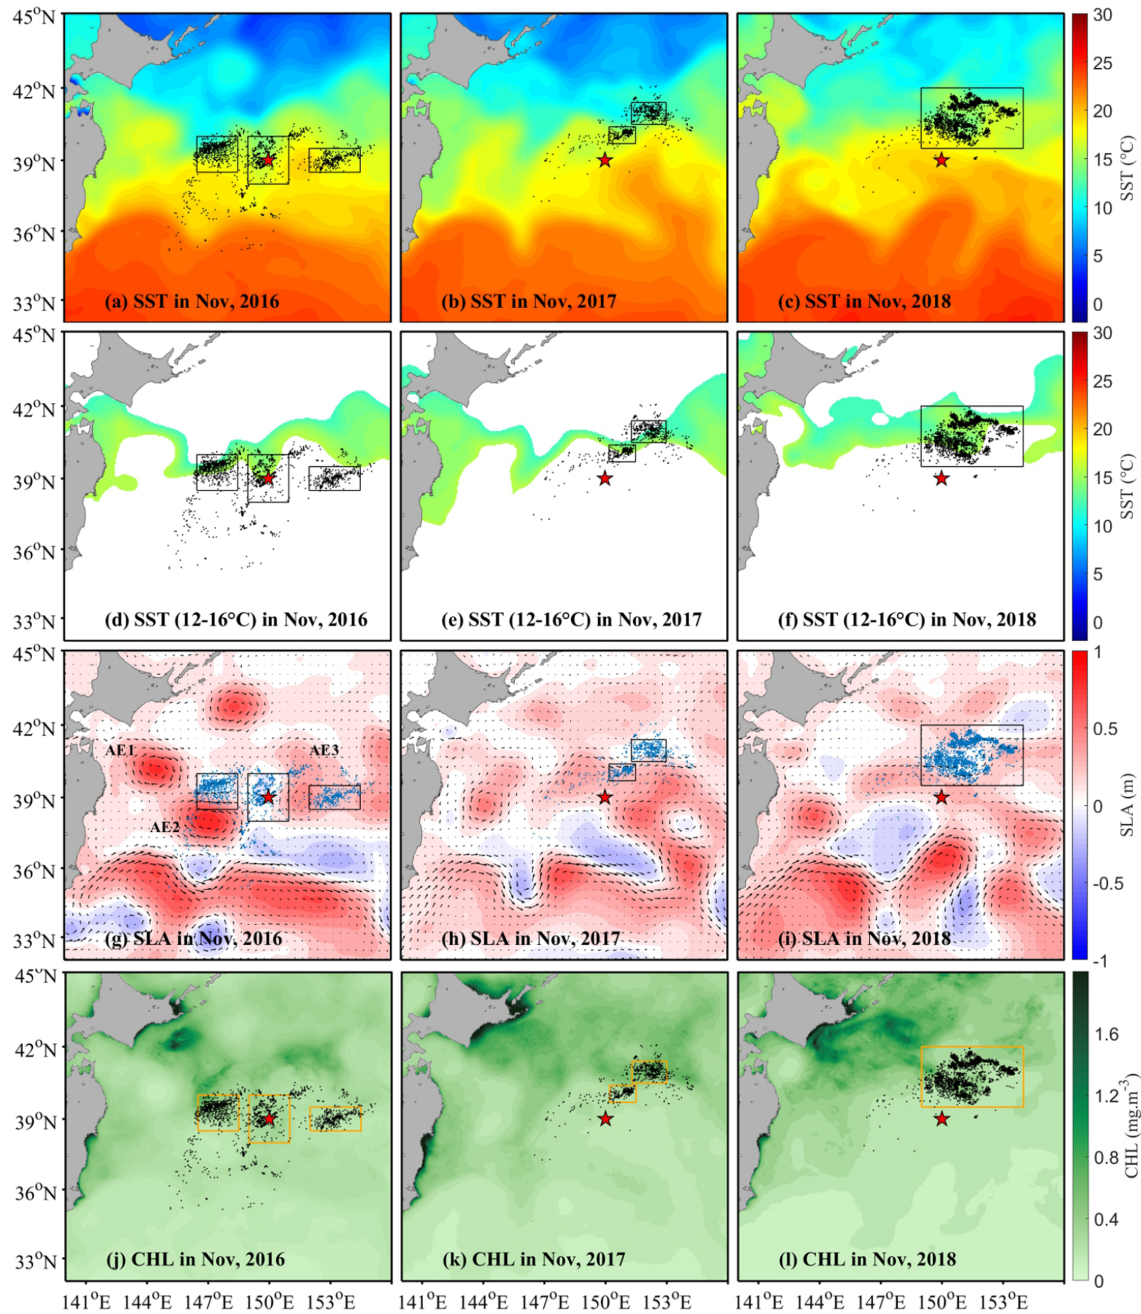 45°N
42°N
39°N
36°N
33°N
(a) SST in Nov, 2016
(b) SST in Nov, 2017
(c) SST in Nov, 2018
30
25
20
15
10
5
0
SST (°C)
45°N
42°N
39°N
36°N
33°N
(d) SST (12-16°C) in Nov, 2016
(e) SST (12-16°C) in Nov, 2017
(f) SST (12-16°C) in Nov, 2018
30
25
20
15
10
5
0
SST (°C)
45°N
42°N
39°N
36°N
33°N
AE1
AE3
AE2
(g) SLA in Nov, 2016
(h) SLA in Nov, 2017
(i) SLA in Nov, 2018
1
0.5
0
-0.5
-1
SLA (m)
45°N
42°N
39°N
36°N
33°N
(j) CHL in Nov, 2016
(k) CHL in Nov, 2017
(l) CHL in Nov, 2018
1.6
1.2
0.8
0.4
0
CHL (mg.m⁻³)
141°E 144°E 147°E 150°E 153°E
141°E 144°E 147°E 150°E 153°E
141°E 144°E 147°E 150°E 153°E